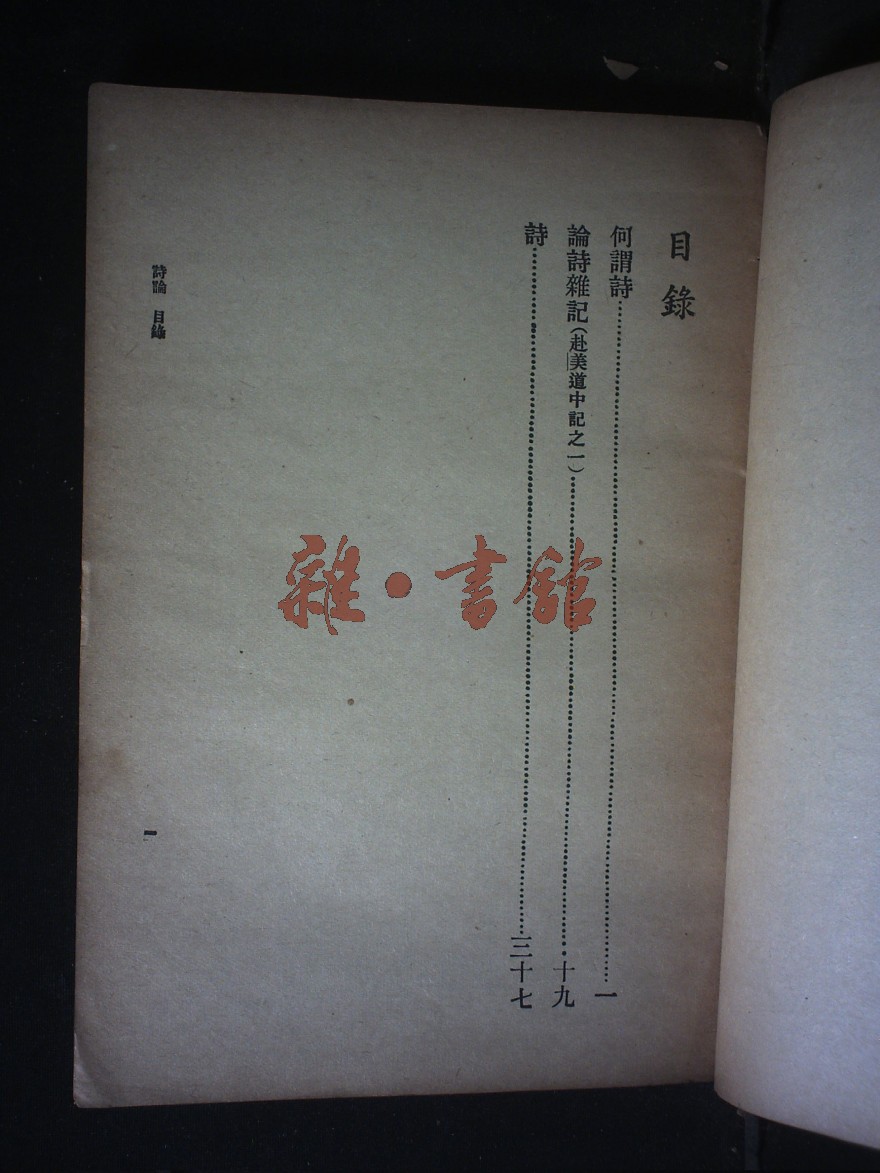 目錄
何謂詩……一
論詩雜記（赴美道中記之一）……十九
詩……三十七
詩論 目錄
一
雜•書館